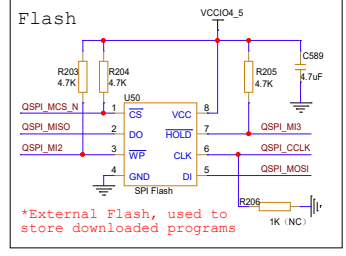 Flash
VCCIO4_5
R203
4.7K
R204
4.7K
R205
4.7K
C589
4.7uF
U50
QSPI_MCS_N
1
CS
VCC
8
QSPI_MISO
2
DO
HOLD
7
QSPI_MI3
QSPI_MI2
3
WP
CLK
6
QSPI_CCLK
4
GND
DI
5
QSPI_MOSI
SPI Flash
R206
1K（NC）
*External Flash, used to
store downloaded programs